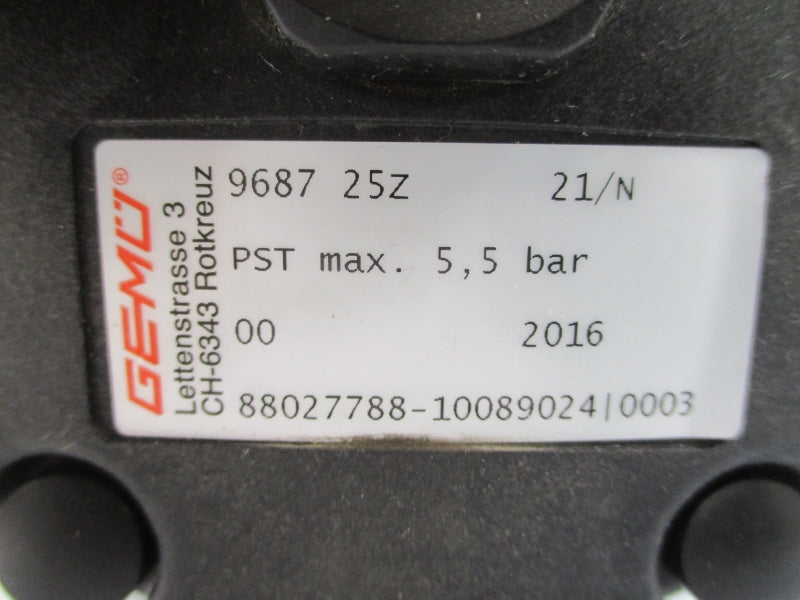 GEMÜ®
Lettenstrasse 3
CH-6343 Rotkreuz
9687 25Z 21/N
PST max. 5,5 bar
00 2016
88027788-10089024|0003